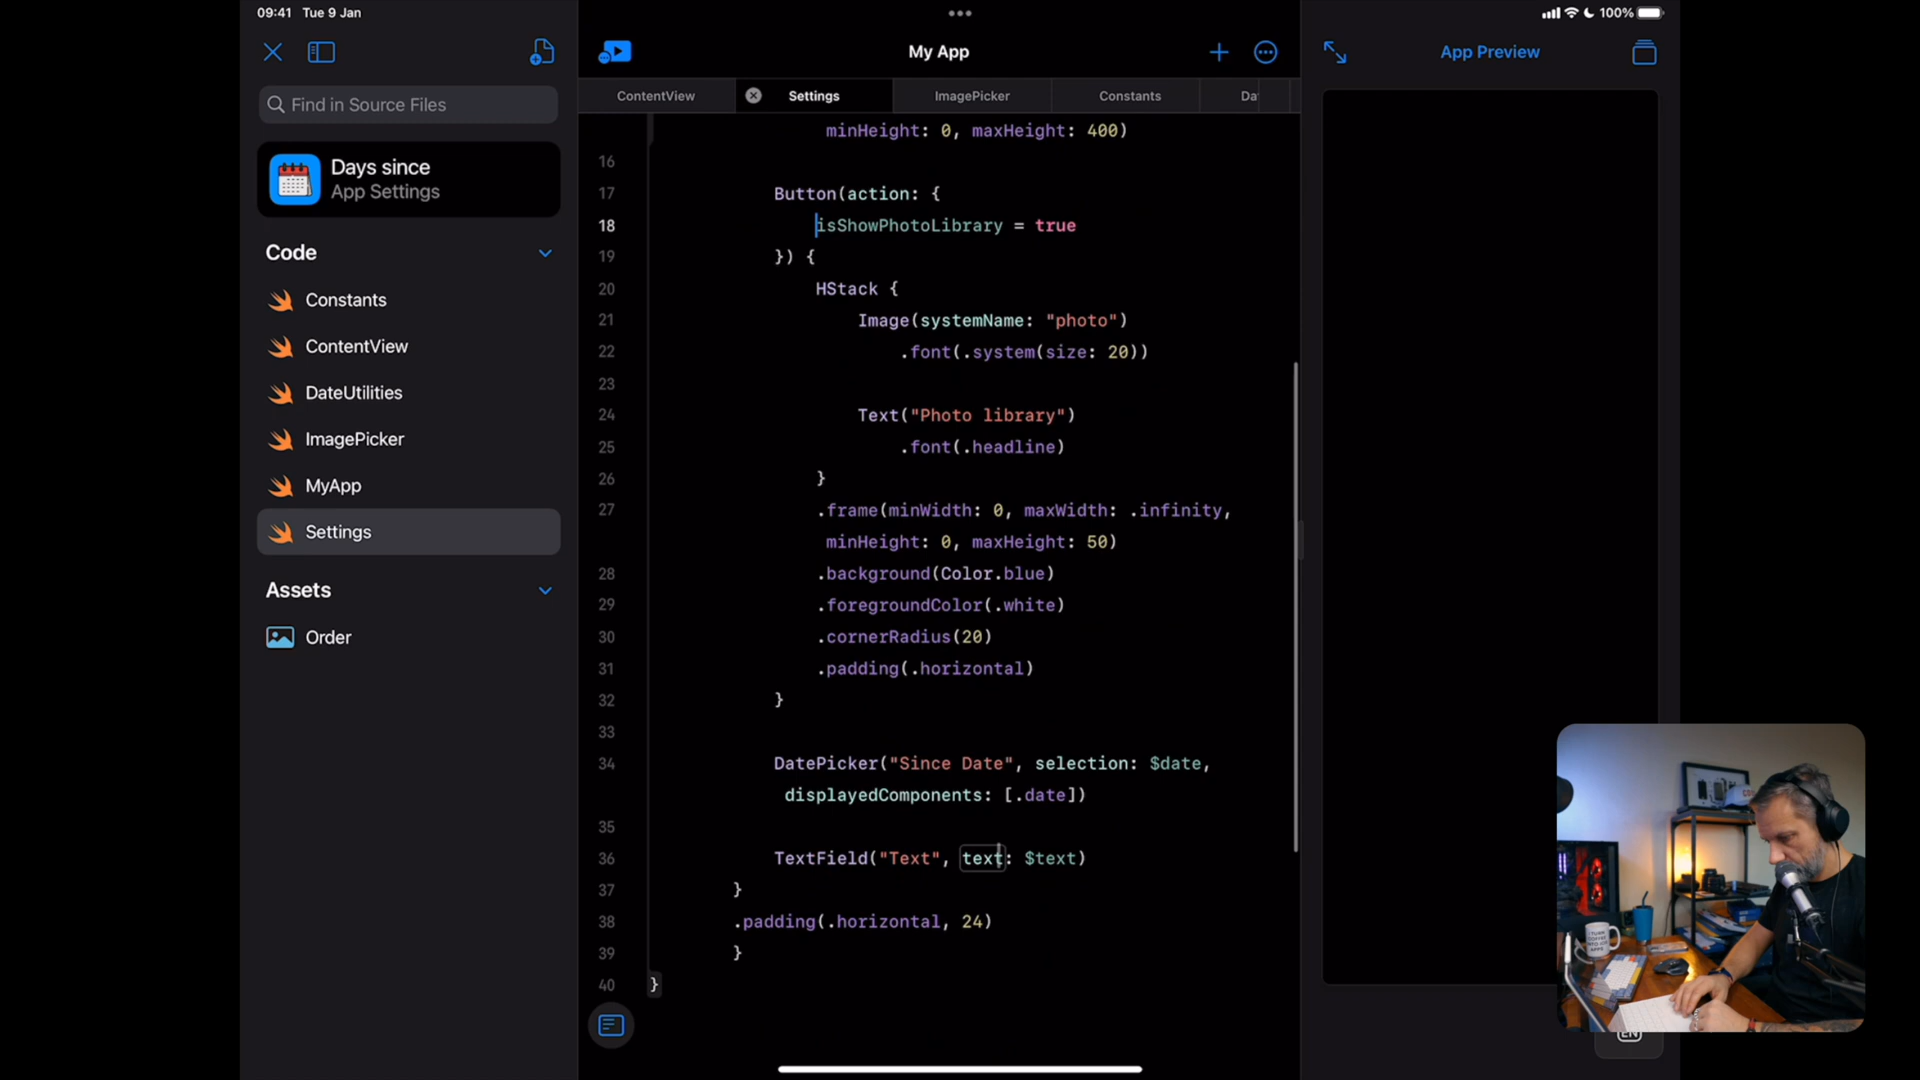 09:41 Tue 9 Jan
100%
My App
App Preview
Find in Source Files
ContentView
Settings
ImagePicker
Constants
Da
Days since
App Settings
Code
Constants
ContentView
DateUtilities
ImagePicker
MyApp
Settings
Assets
Order
minHeight: 0, maxHeight: 400)
16
17 Button(action: {
18 isShowPhotoLibrary = true
19 }) {
20 HStack {
21 Image(systemName: "photo")
22 .font(.system(size: 20))
23
24 Text("Photo library")
25 .font(.headline)
26 }
27 .frame(minWidth: 0, maxWidth: .infinity,
minHeight: 0, maxHeight: 50)
28 .background(Color.blue)
29 .foregroundColor(.white)
30 .cornerRadius(20)
31 .padding(.horizontal)
32 }
33
34 DatePicker("Since Date", selection: $date,
displayedComponents: [.date])
35
36 TextField("Text", text: $text)
37 }
38 .padding(.horizontal, 24)
39 }
40 }
EN